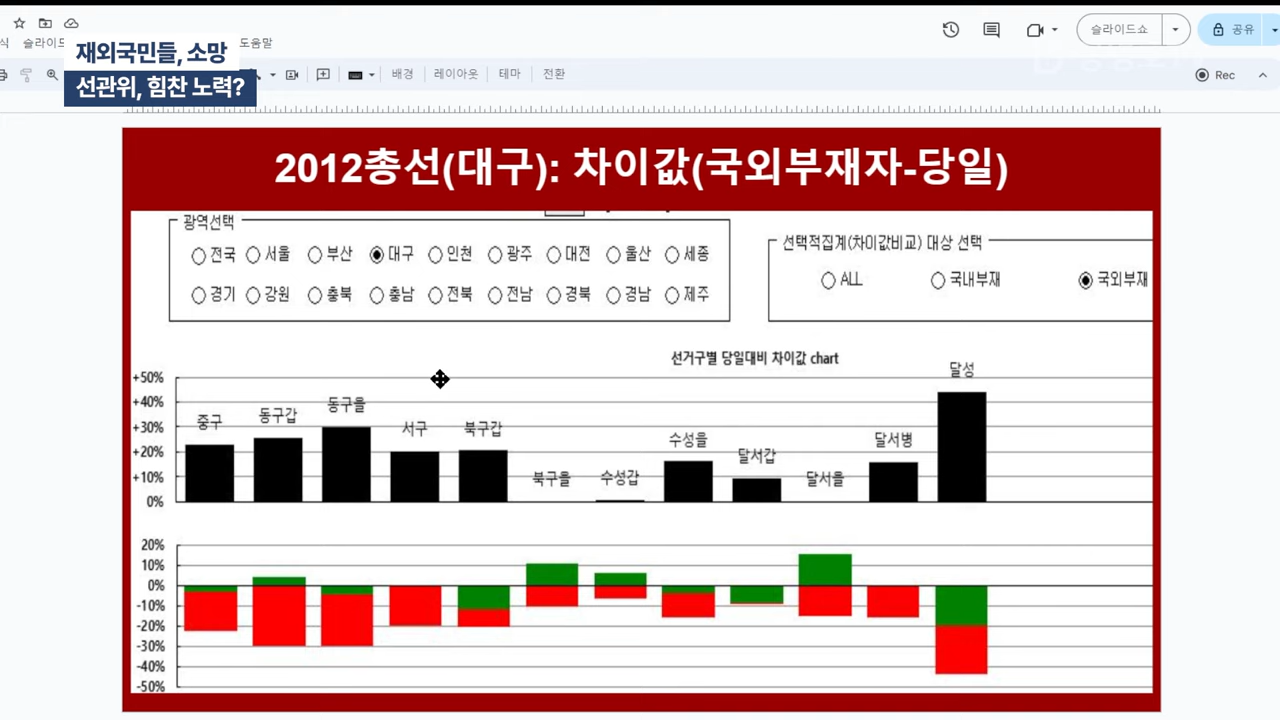 재외국민들, 소망
선관위, 힘찬 노력?
식 슬라이드
도움말
슬라이드쇼
공유
배경 레이아웃 테마 전환
Rec
2012총선(대구): 차이값(국외부재자-당일)
광역선택
전국 서울 부산 대구 인천 광주 대전 울산 세종
경기 강원 충북 충남 전북 전남 경북 경남 제주
선택적집계(차이값비교) 대상 선택
ALL 국내부재 국외부재
선거구별 당일대비 차이값 chart
+50%
+40%
+30%
+20%
+10%
0%
중구 동구갑 동구을 서구 북구갑 북구을 수성갑 수성을 달서갑 달서을 달서병 달성
20%
10%
0%
-10%
-20%
-30%
-40%
-50%